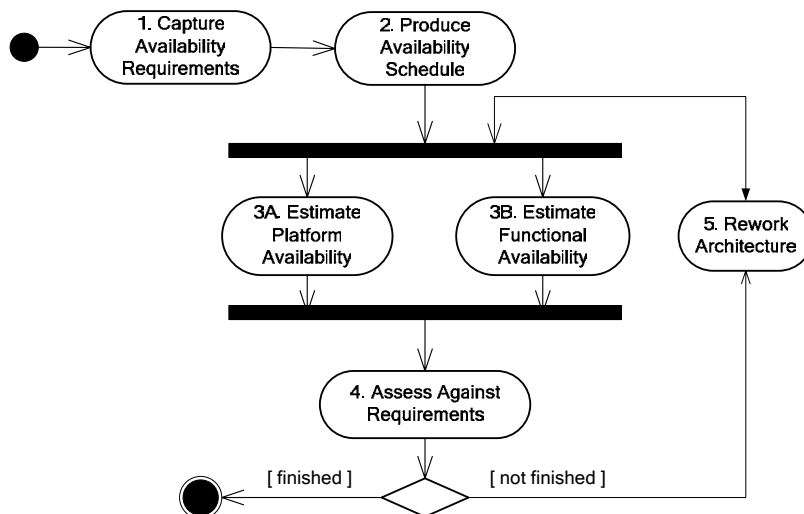 1. Capture
Availability
Requirements
2. Produce
Availability
Schedule
3A. Estimate
Platform
Availability
3B. Estimate
Functional
Availability
5. Rework
Architecture
4. Assess Against
Requirements
[ finished ]
[ not finished ]